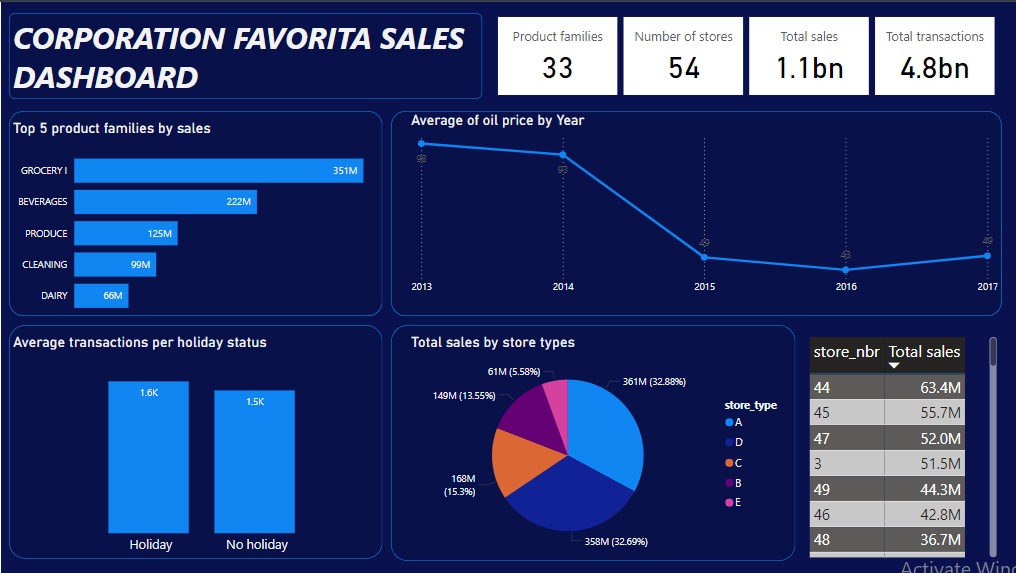 CORPORATION FAVORITA SALES
DASHBOARD
Product families
33
Number of stores
54
Total sales
1.1bn
Total transactions
4.8bn
Top 5 product families by sales
GROCERY I
351M
BEVERAGES
222M
PRODUCE
125M
CLEANING
99M
DAIRY
66M
Average of oil price by Year
98
93
49
43
49
2013
2014
2015
2016
2017
Average transactions per holiday status
1.6K
1.5K
Holiday
No holiday
Total sales by store types
61M (5.58%)
361M (32.88%)
149M (13.55%)
168M
(15.3%)
358M (32.69%)
store_type
A
D
C
B
E
store_nbr Total sales
44 63.4M
45 55.7M
47 52.0M
3 51.5M
49 44.3M
46 42.8M
48 36.7M